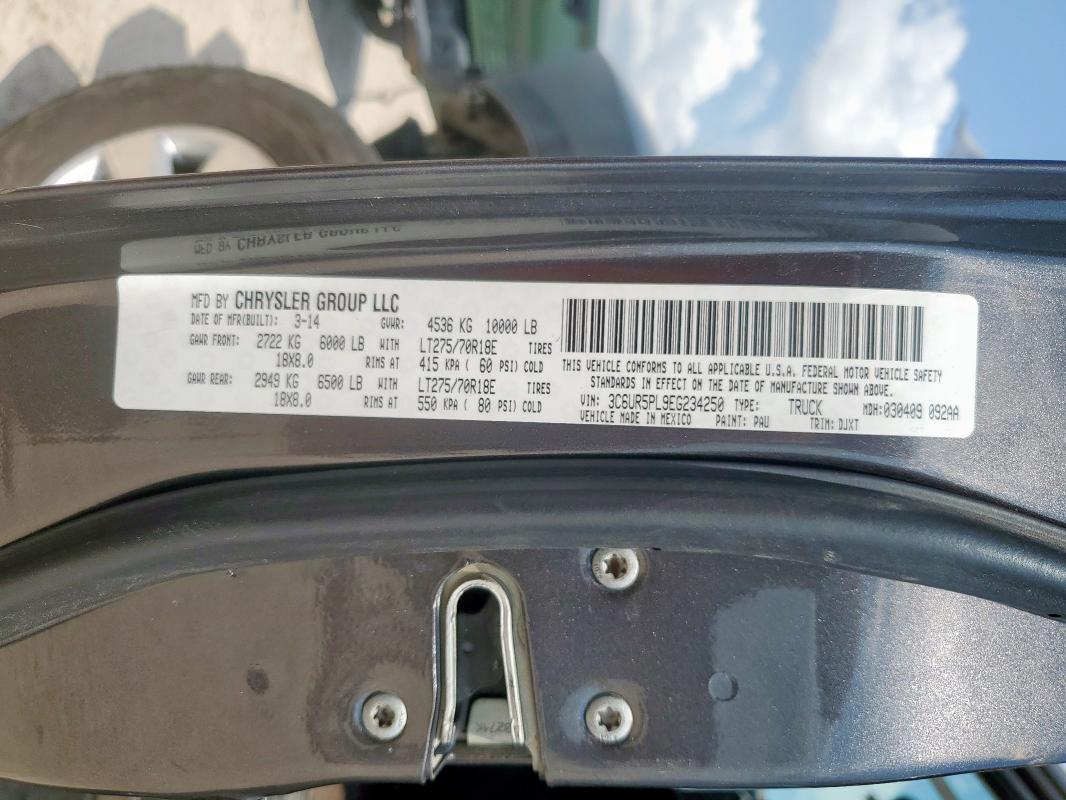 MFD BY CHRYSLER GROUP LLC
DATE OF MFR(BUILT): 3-14 GVWR: 4536 KG 10000 LB
GAWR FRONT: 2722 KG 6000 LB WITH LT275/70R18E TIRES
18X8.0 RIMS AT 415 KPA ( 60 PSI) COLD
GAWR REAR: 2949 KG 6500 LB WITH LT275/70R18E TIRES
18X8.0 RIMS AT 550 KPA ( 80 PSI) COLD
THIS VEHICLE CONFORMS TO ALL APPLICABLE U.S.A. FEDERAL MOTOR VEHICLE SAFETY
STANDARDS IN EFFECT ON THE DATE OF MANUFACTURE SHOWN ABOVE.
VIN: 3C6UR5PL9EG234250 TYPE: TRUCK MDH: 030409 092AA
VEHICLE MADE IN MEXICO PAINT: PAU TRIM: DJXT